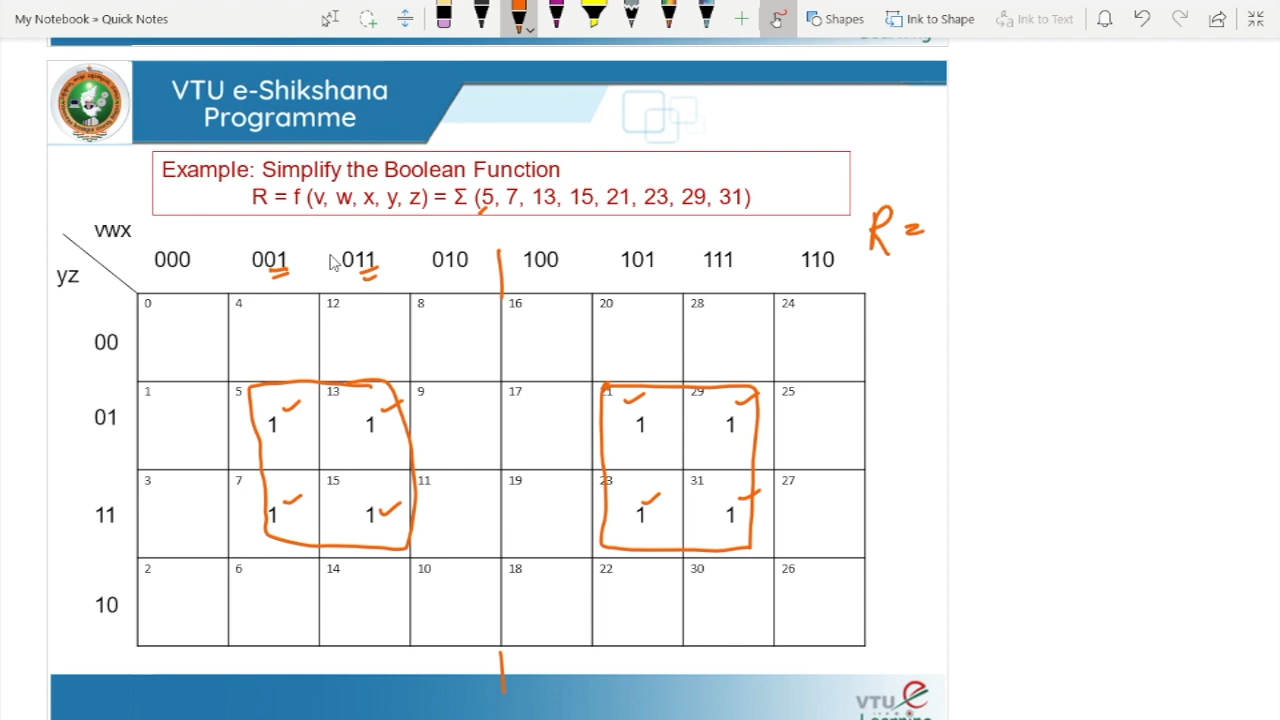 My Notebook » Quick Notes
Shapes
Ink to Shape
Ink to Text
Learning
VTU e-Shikshana
Programme
Example: Simplify the Boolean Function
R = f (v, w, x, y, z) = Σ (5, 7, 13, 15, 21, 23, 29, 31)
R =
vwx
yz
000 001 011 010 100 101 111 110
0 4 12 8 16 20 28 24
00
1 5 13 9 17 21 29 25
01 1 1 1 1
3 7 15 11 19 23 31 27
11 1 1 1 1
2 6 14 10 18 22 30 26
10
VTU e
Learning